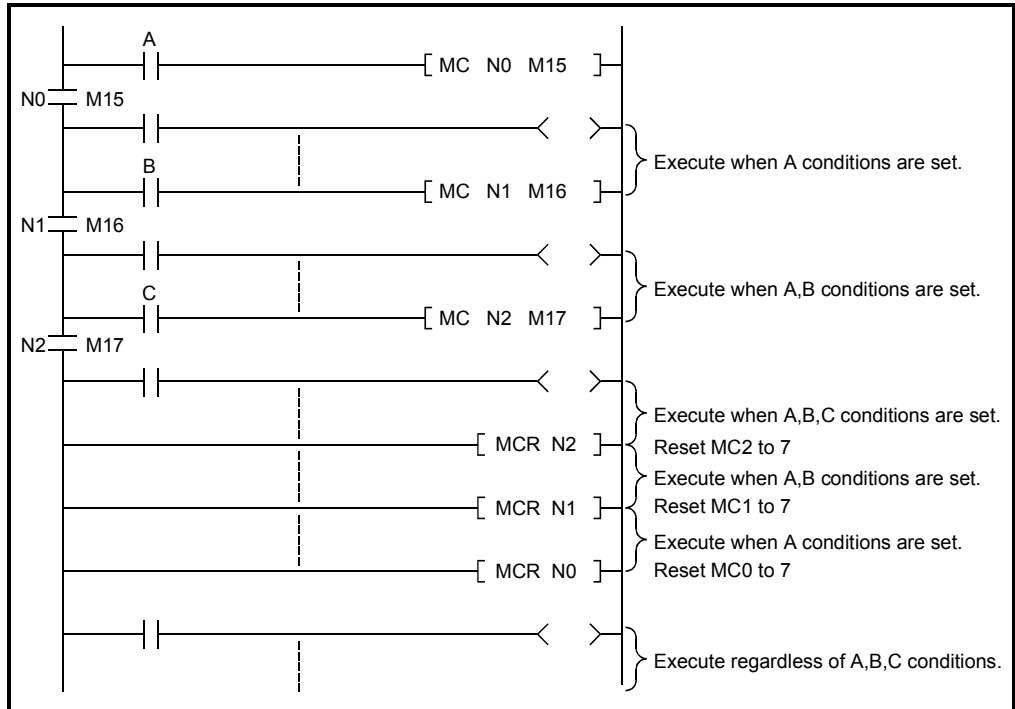 A
[ MC N0 M15 ]
N0 M15
Execute when A conditions are set.
B
[ MC N1 M16 ]
N1 M16
Execute when A,B conditions are set.
C
[ MC N2 M17 ]
N2 M17
Execute when A,B,C conditions are set.
[ MCR N2 ] Reset MC2 to 7
Execute when A,B conditions are set.
[ MCR N1 ] Reset MC1 to 7
Execute when A conditions are set.
[ MCR N0 ] Reset MC0 to 7
Execute regardless of A,B,C conditions.